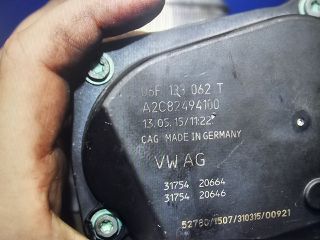 06F 133 062 T
A2C82494100
13.05.15/11:22
CAG MADE IN GERMANY
VW AG
31754 20664
31754 20646
52780/1507/310315/00921